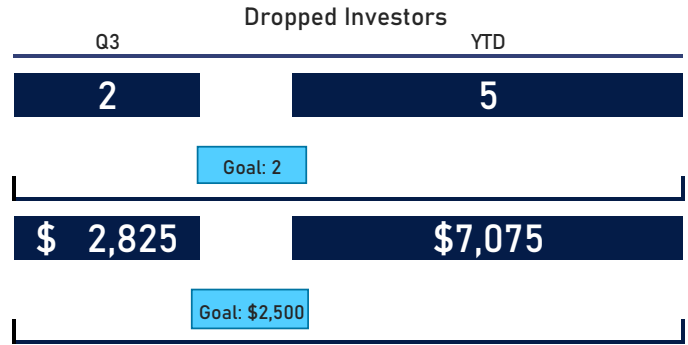 Dropped Investors
Q3 YTD
2 5
Goal: 2
$ 2,825 $7,075
Goal: $2,500